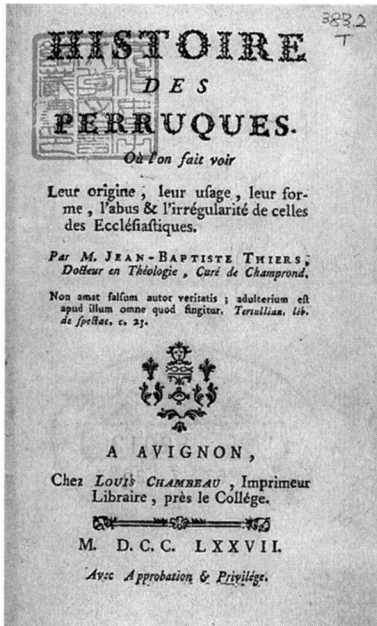 3832
T
HISTOIRE
DES
PERRUQUES.
Où l'on fait voir
Leur origine, leur uſage, leur for-
me, l'abus & l'irrégularité de celles
des Eccléſiaſtiques.
Par M. JEAN-BAPTISTE THIERS,
Docteur en Théologie, Curé de Champrond.
Non amat falſum autor veritatis; adulterium eſt
apud illum omne quod fingitur. Tertullian. lib.
de ſpectac. c. 23.
A AVIGNON,
Chez LOUIS CHAMBEAU, Imprimeur
Libraire, près le Collége.
M. D. C. C. LXXVII.
Avec Approbation & Privilége.